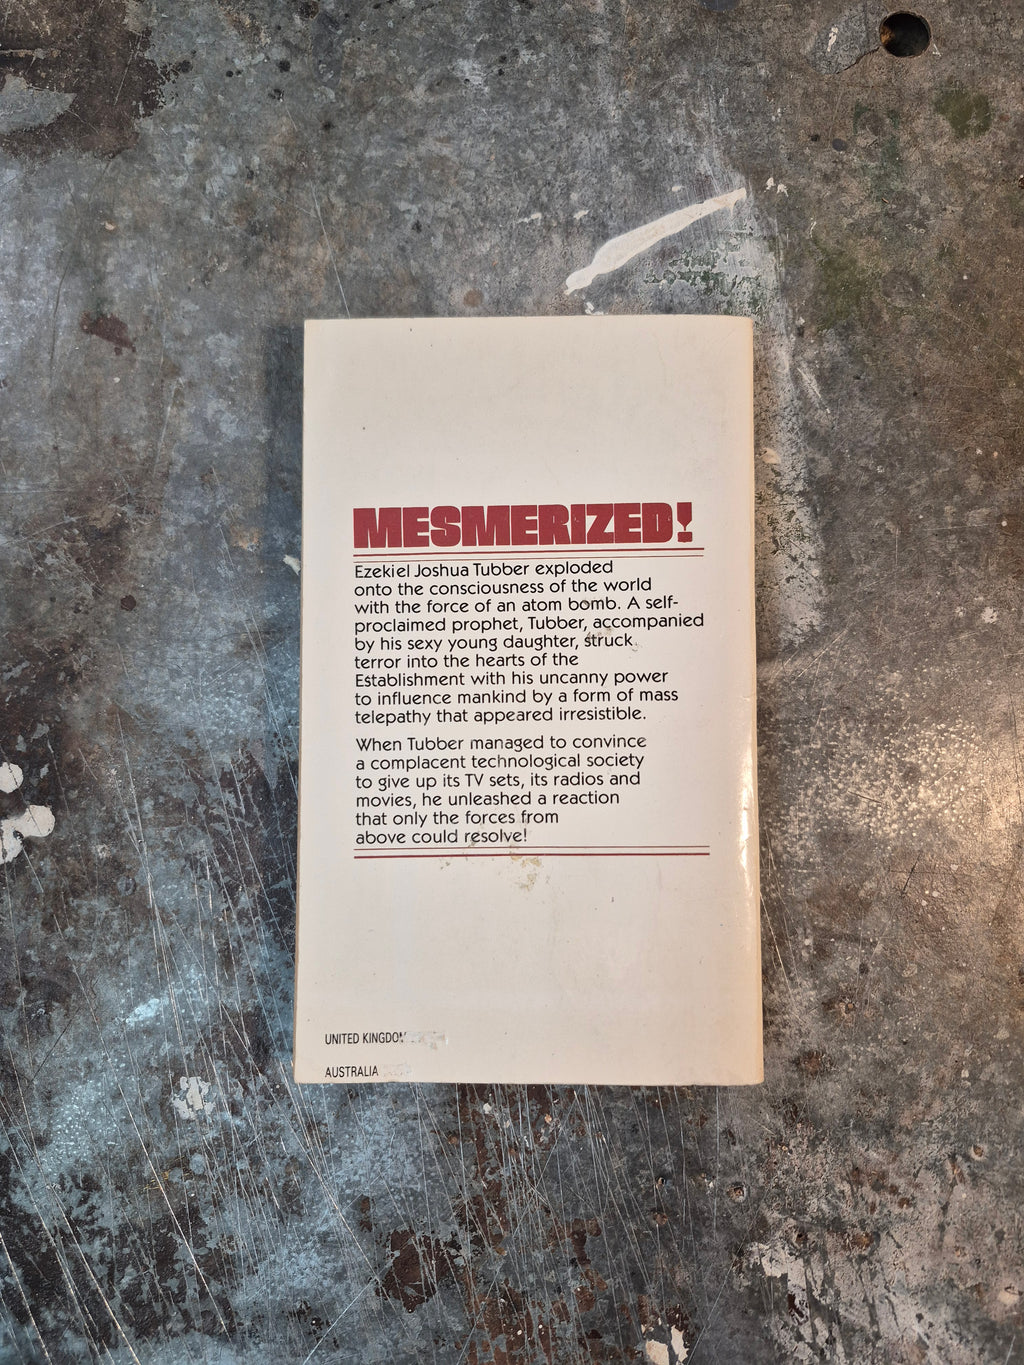 MESMERIZED!
Ezekiel Joshua Tubber exploded
onto the consciousness of the world
with the force of an atom bomb. A self-
proclaimed prophet, Tubber, accompanied
by his sexy young daughter, struck
terror into the hearts of the
Establishment with his uncanny power
to influence mankind by a form of mass
telepathy that appeared irresistible.
When Tubber managed to convince
a complacent technological society
to give up its TV sets, its radios and
movies, he unleashed a reaction
that only the forces from
above could resolve!
UNITED KINGDOM
AUSTRALIA